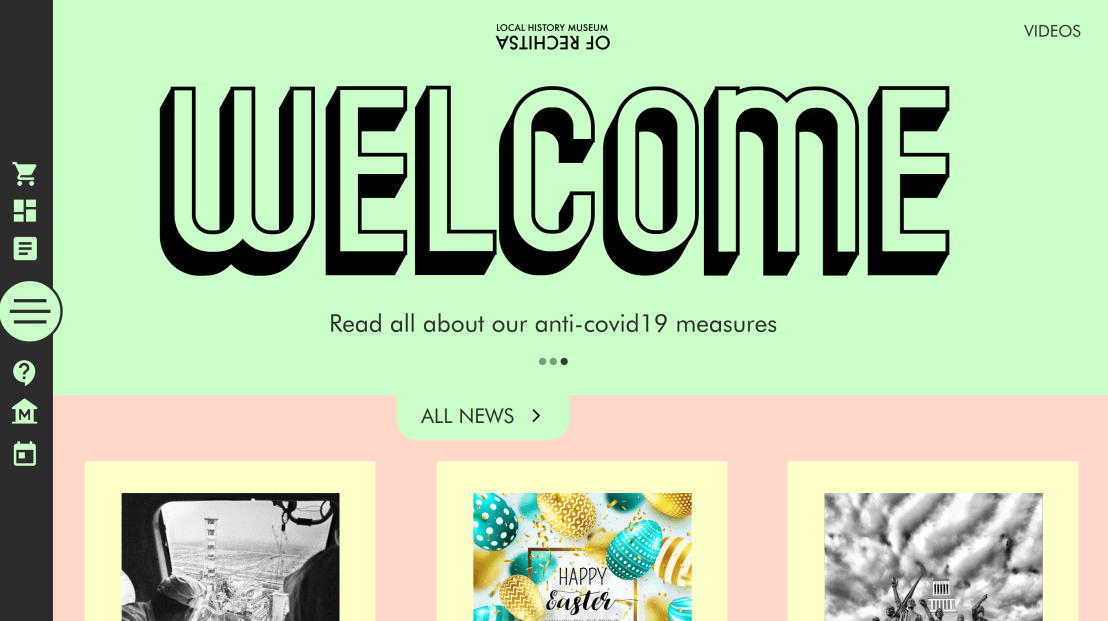 LOCAL HISTORY MUSEUM
OF RECHITSA
VIDEOS
WELCOME
Read all about our anti-covid19 measures
ALL NEWS
HAPPY
Easter